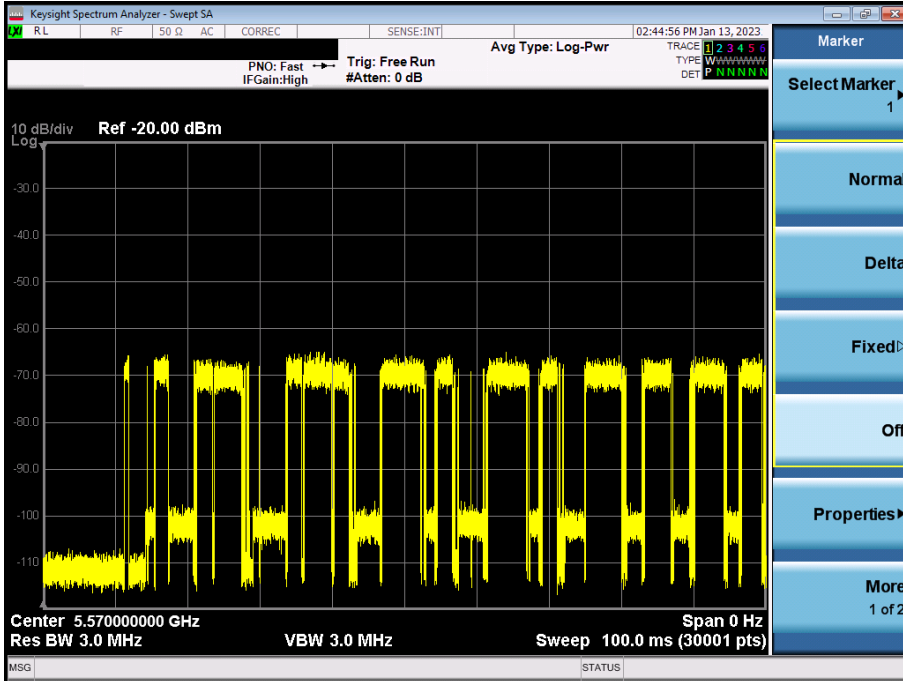 Keysight Spectrum Analyzer - Swept SA
LXI RL RF 50 Ω AC CORREC SENSE:INT 02:44:56 PM Jan 13, 2023
Avg Type: Log-Pwr TRACE 1 2 3 4 5 6
PNO: Fast Trig: Free Run TYPE WWWWWW
IFGain:High #Atten: 0 dB DET P N N N N N
10 dB/div Ref -20.00 dBm
Log
-30.0
-40.0
-50.0
-60.0
-70.0
-80.0
-90.0
-100
-110
Center 5.570000000 GHz Span 0 Hz
Res BW 3.0 MHz VBW 3.0 MHz Sweep 100.0 ms (30001 pts)
MSG STATUS
Marker
Select Marker
1
Normal
Delta
Fixed
Off
Properties
More
1 of 2